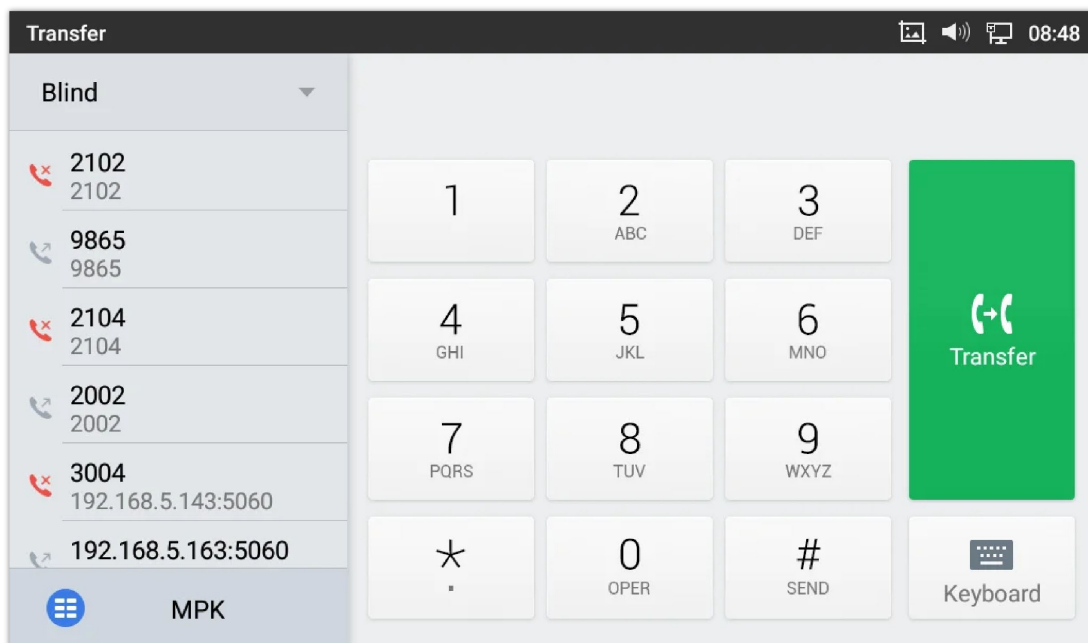 Transfer 08:48
Blind
2102
2102
9865
9865
2104
2104
2002
2002
3004
192.168.5.143:5060
192.168.5.163:5060
MPK
1 2 3
ABC DEF
4 5 6
GHI JKL MNO
Transfer
7 8 9
PQRS TUV WXYZ
* 0 #
. OPER SEND
Keyboard